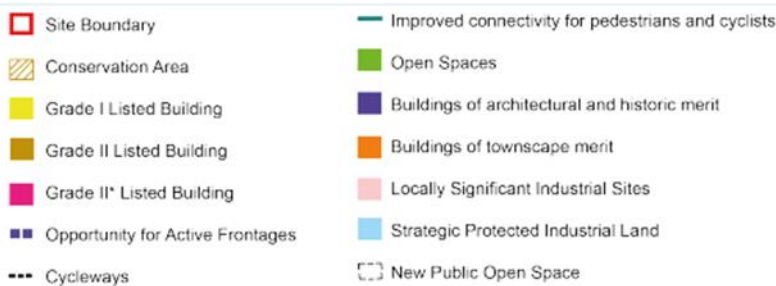 Site Boundary
Conservation Area
Grade I Listed Building
Grade II Listed Building
Grade II* Listed Building
Opportunity for Active Frontages
Cycleways
Improved connectivity for pedestrians and cyclists
Open Spaces
Buildings of architectural and historic merit
Buildings of townscape merit
Locally Significant Industrial Sites
Strategic Protected Industrial Land
New Public Open Space